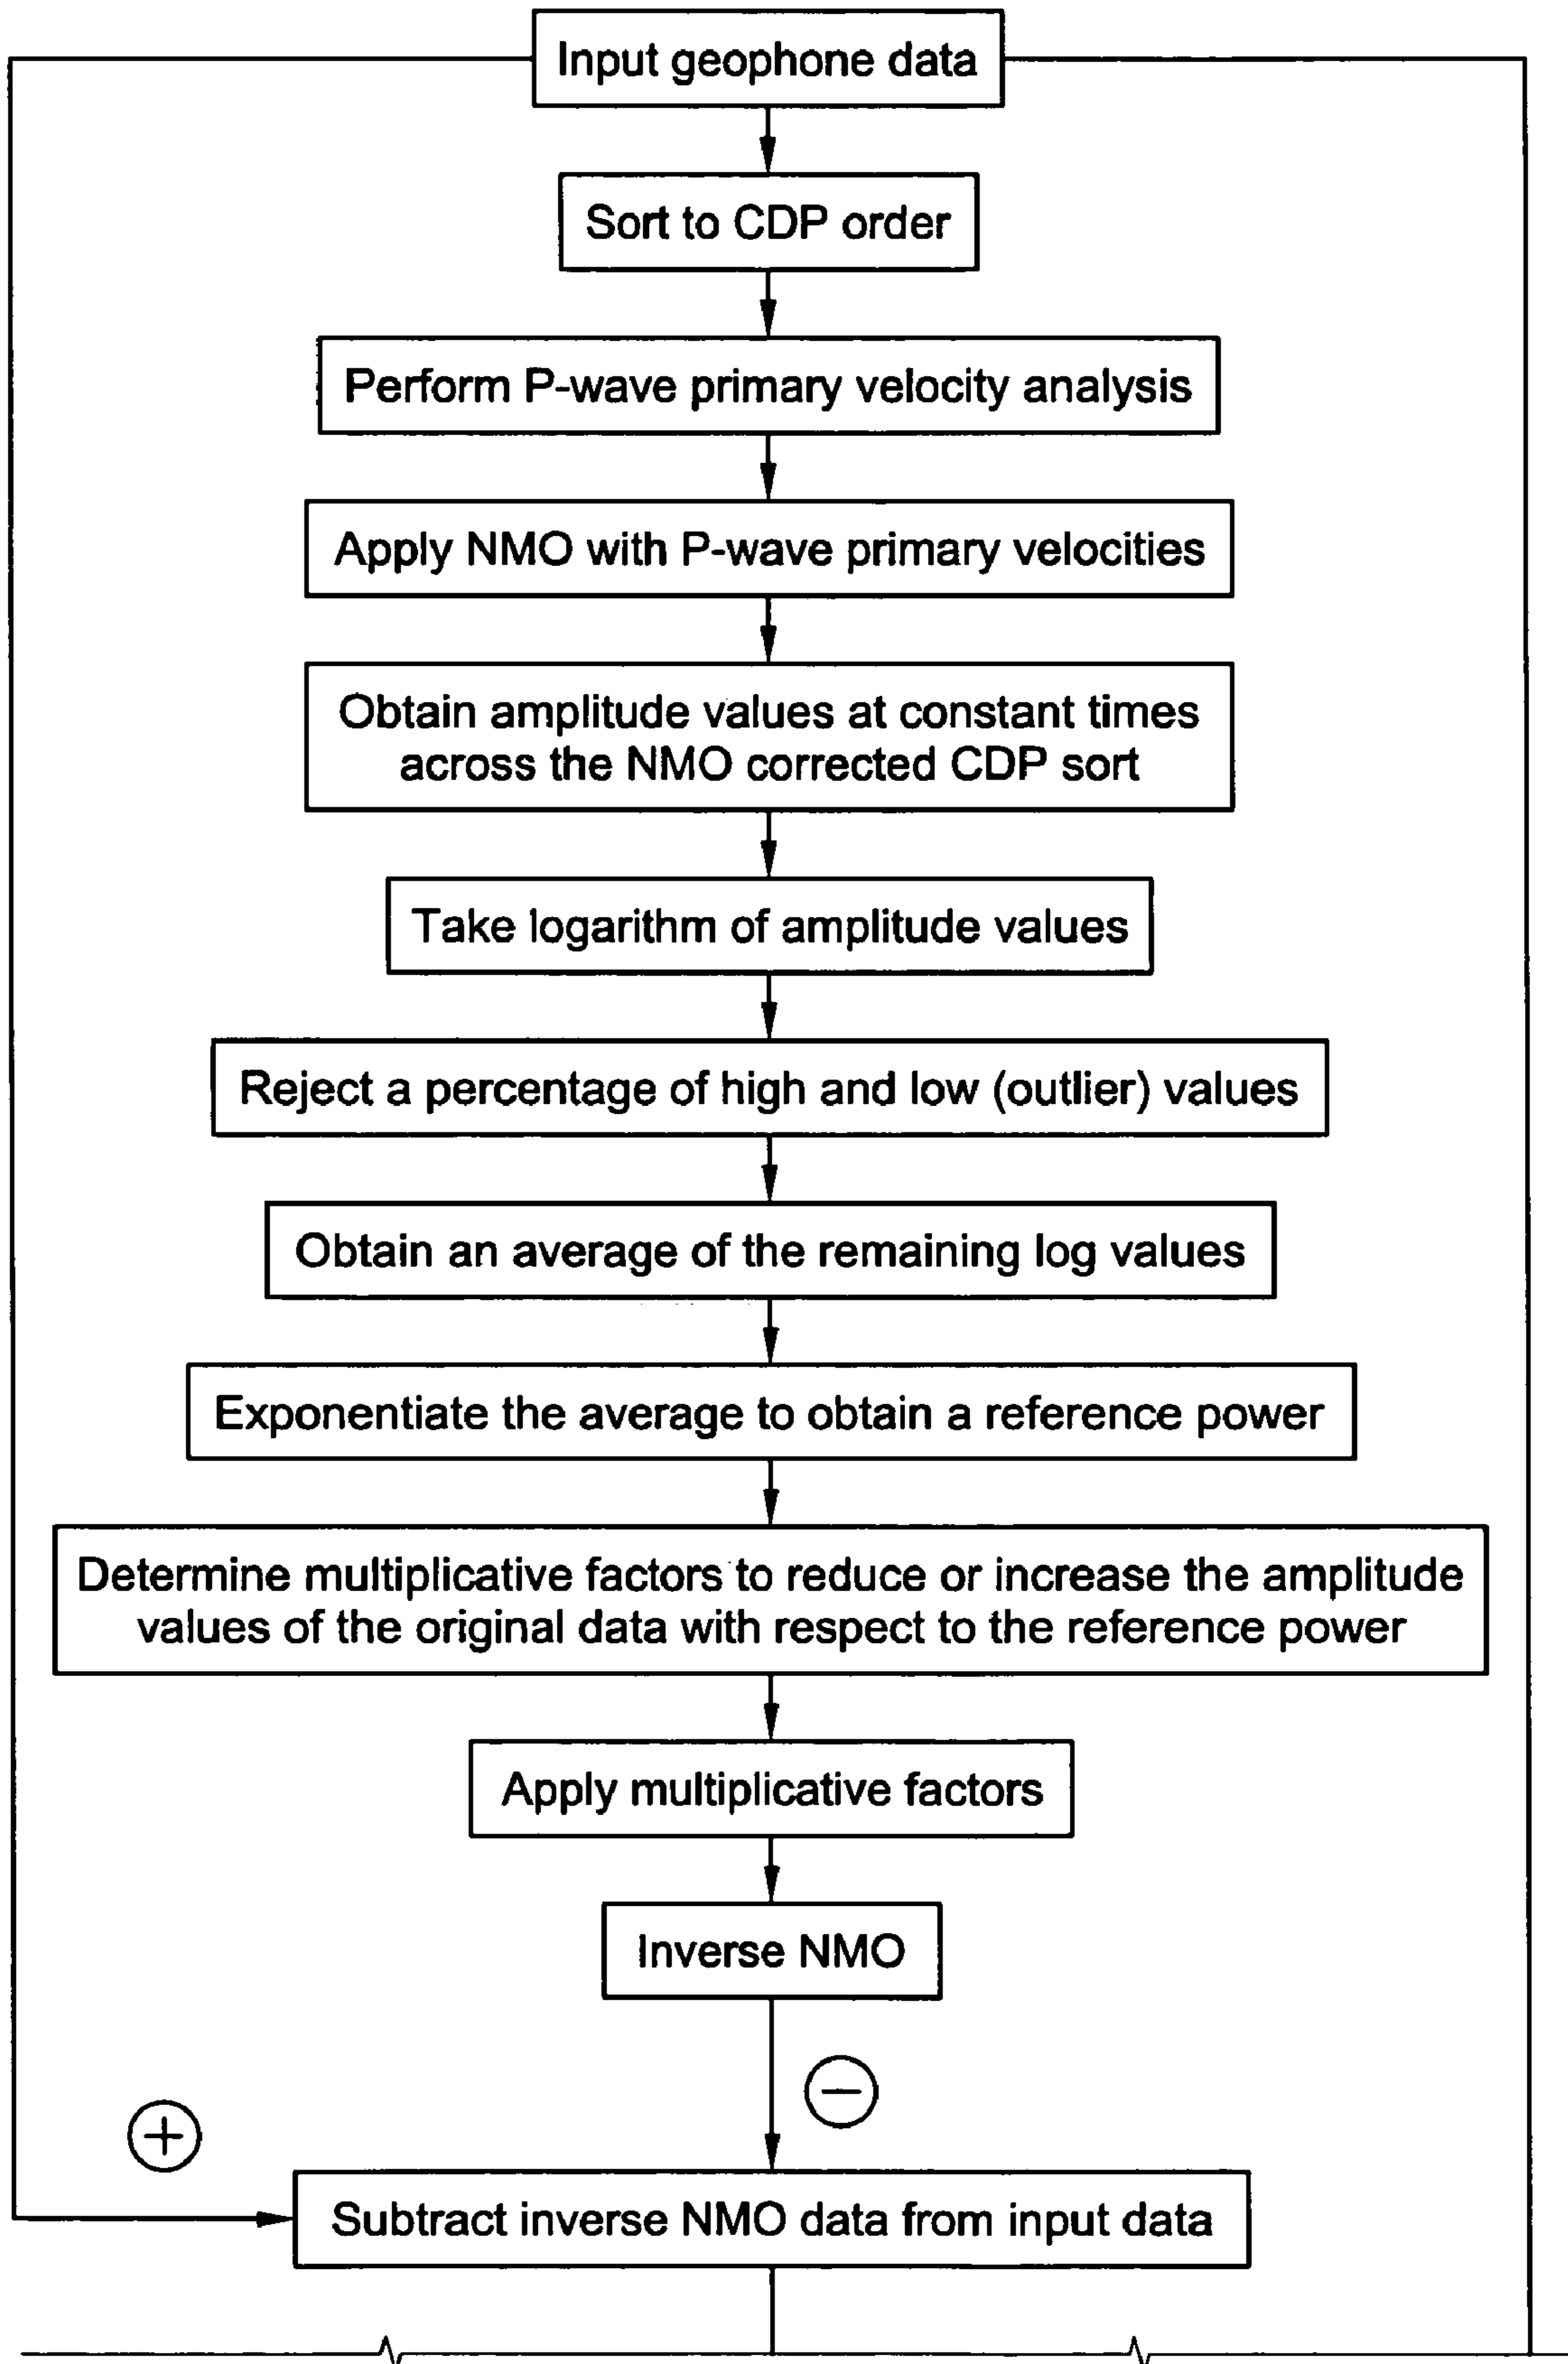 Input geophone data
Sort to CDP order
Perform P-wave primary velocity analysis
Apply NMO with P-wave primary velocities
Obtain amplitude values at constant times
across the NMO corrected CDP sort
Take logarithm of amplitude values
Reject a percentage of high and low (outlier) values
Obtain an average of the remaining log values
Exponentiate the average to obtain a reference power
Determine multiplicative factors to reduce or increase the amplitude
values of the original data with respect to the reference power
Apply multiplicative factors
Inverse NMO
−
+
Subtract inverse NMO data from input data